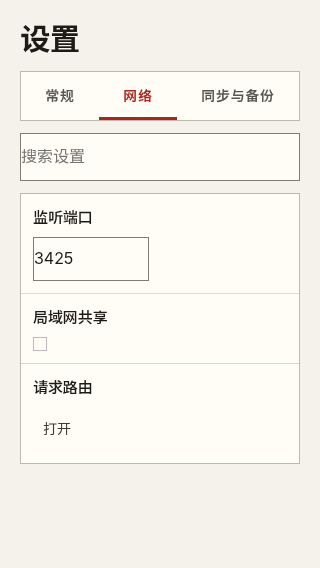 设置
常规 网络 同步与备份
搜索设置
监听端口
3425
局域网共享
请求路由
打开